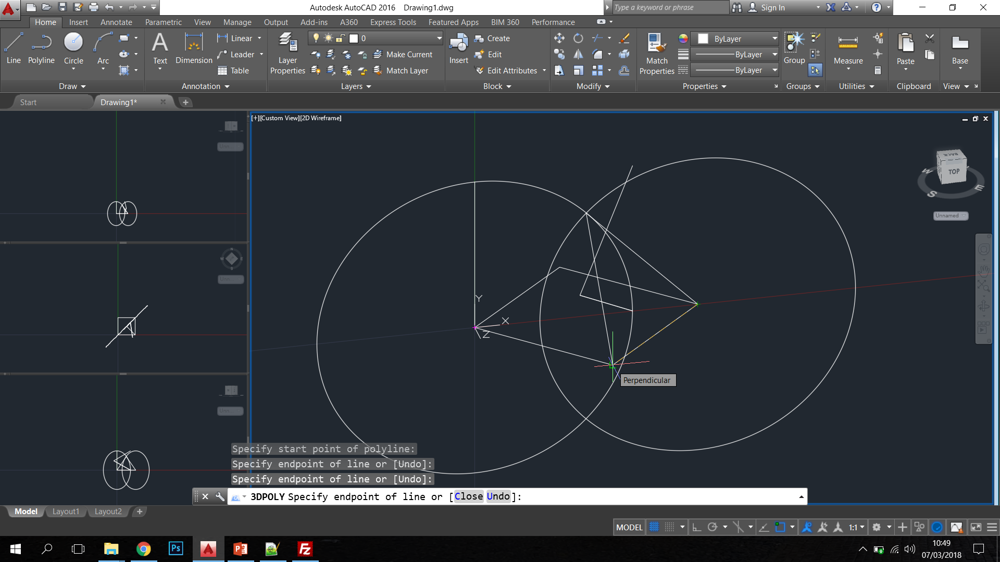 Autodesk AutoCAD 2016 Drawing1.dwg
Type a keyword or phrase
Sign In
Home Insert Annotate Parametric View Manage Output Add-ins A360 Express Tools Featured Apps BIM 360 Performance
Line Polyline Circle Arc
Text Dimension
Linear
Leader
Table
Layer
Properties
0
Make Current
Match Layer
Insert
Create
Edit
Edit Attributes
Match
Properties
ByLayer
ByLayer
ByLayer
Group
Measure
Paste
Base
Draw Annotation Layers Block Modify Properties Groups Utilities Clipboard View
Start Drawing1*
[+][Custom View][2D Wireframe]
BACK
TOP
W
S
E
Unnamed
N
W E
S
Y
X
Z
Perpendicular
Specify start point of polyline:
Specify endpoint of line or [Undo]:
Specify endpoint of line or [Undo]:
3DPOLY Specify endpoint of line or [Close Undo]:
Model Layout1 Layout2
MODEL 1:1
Ps
10:49
07/03/2018